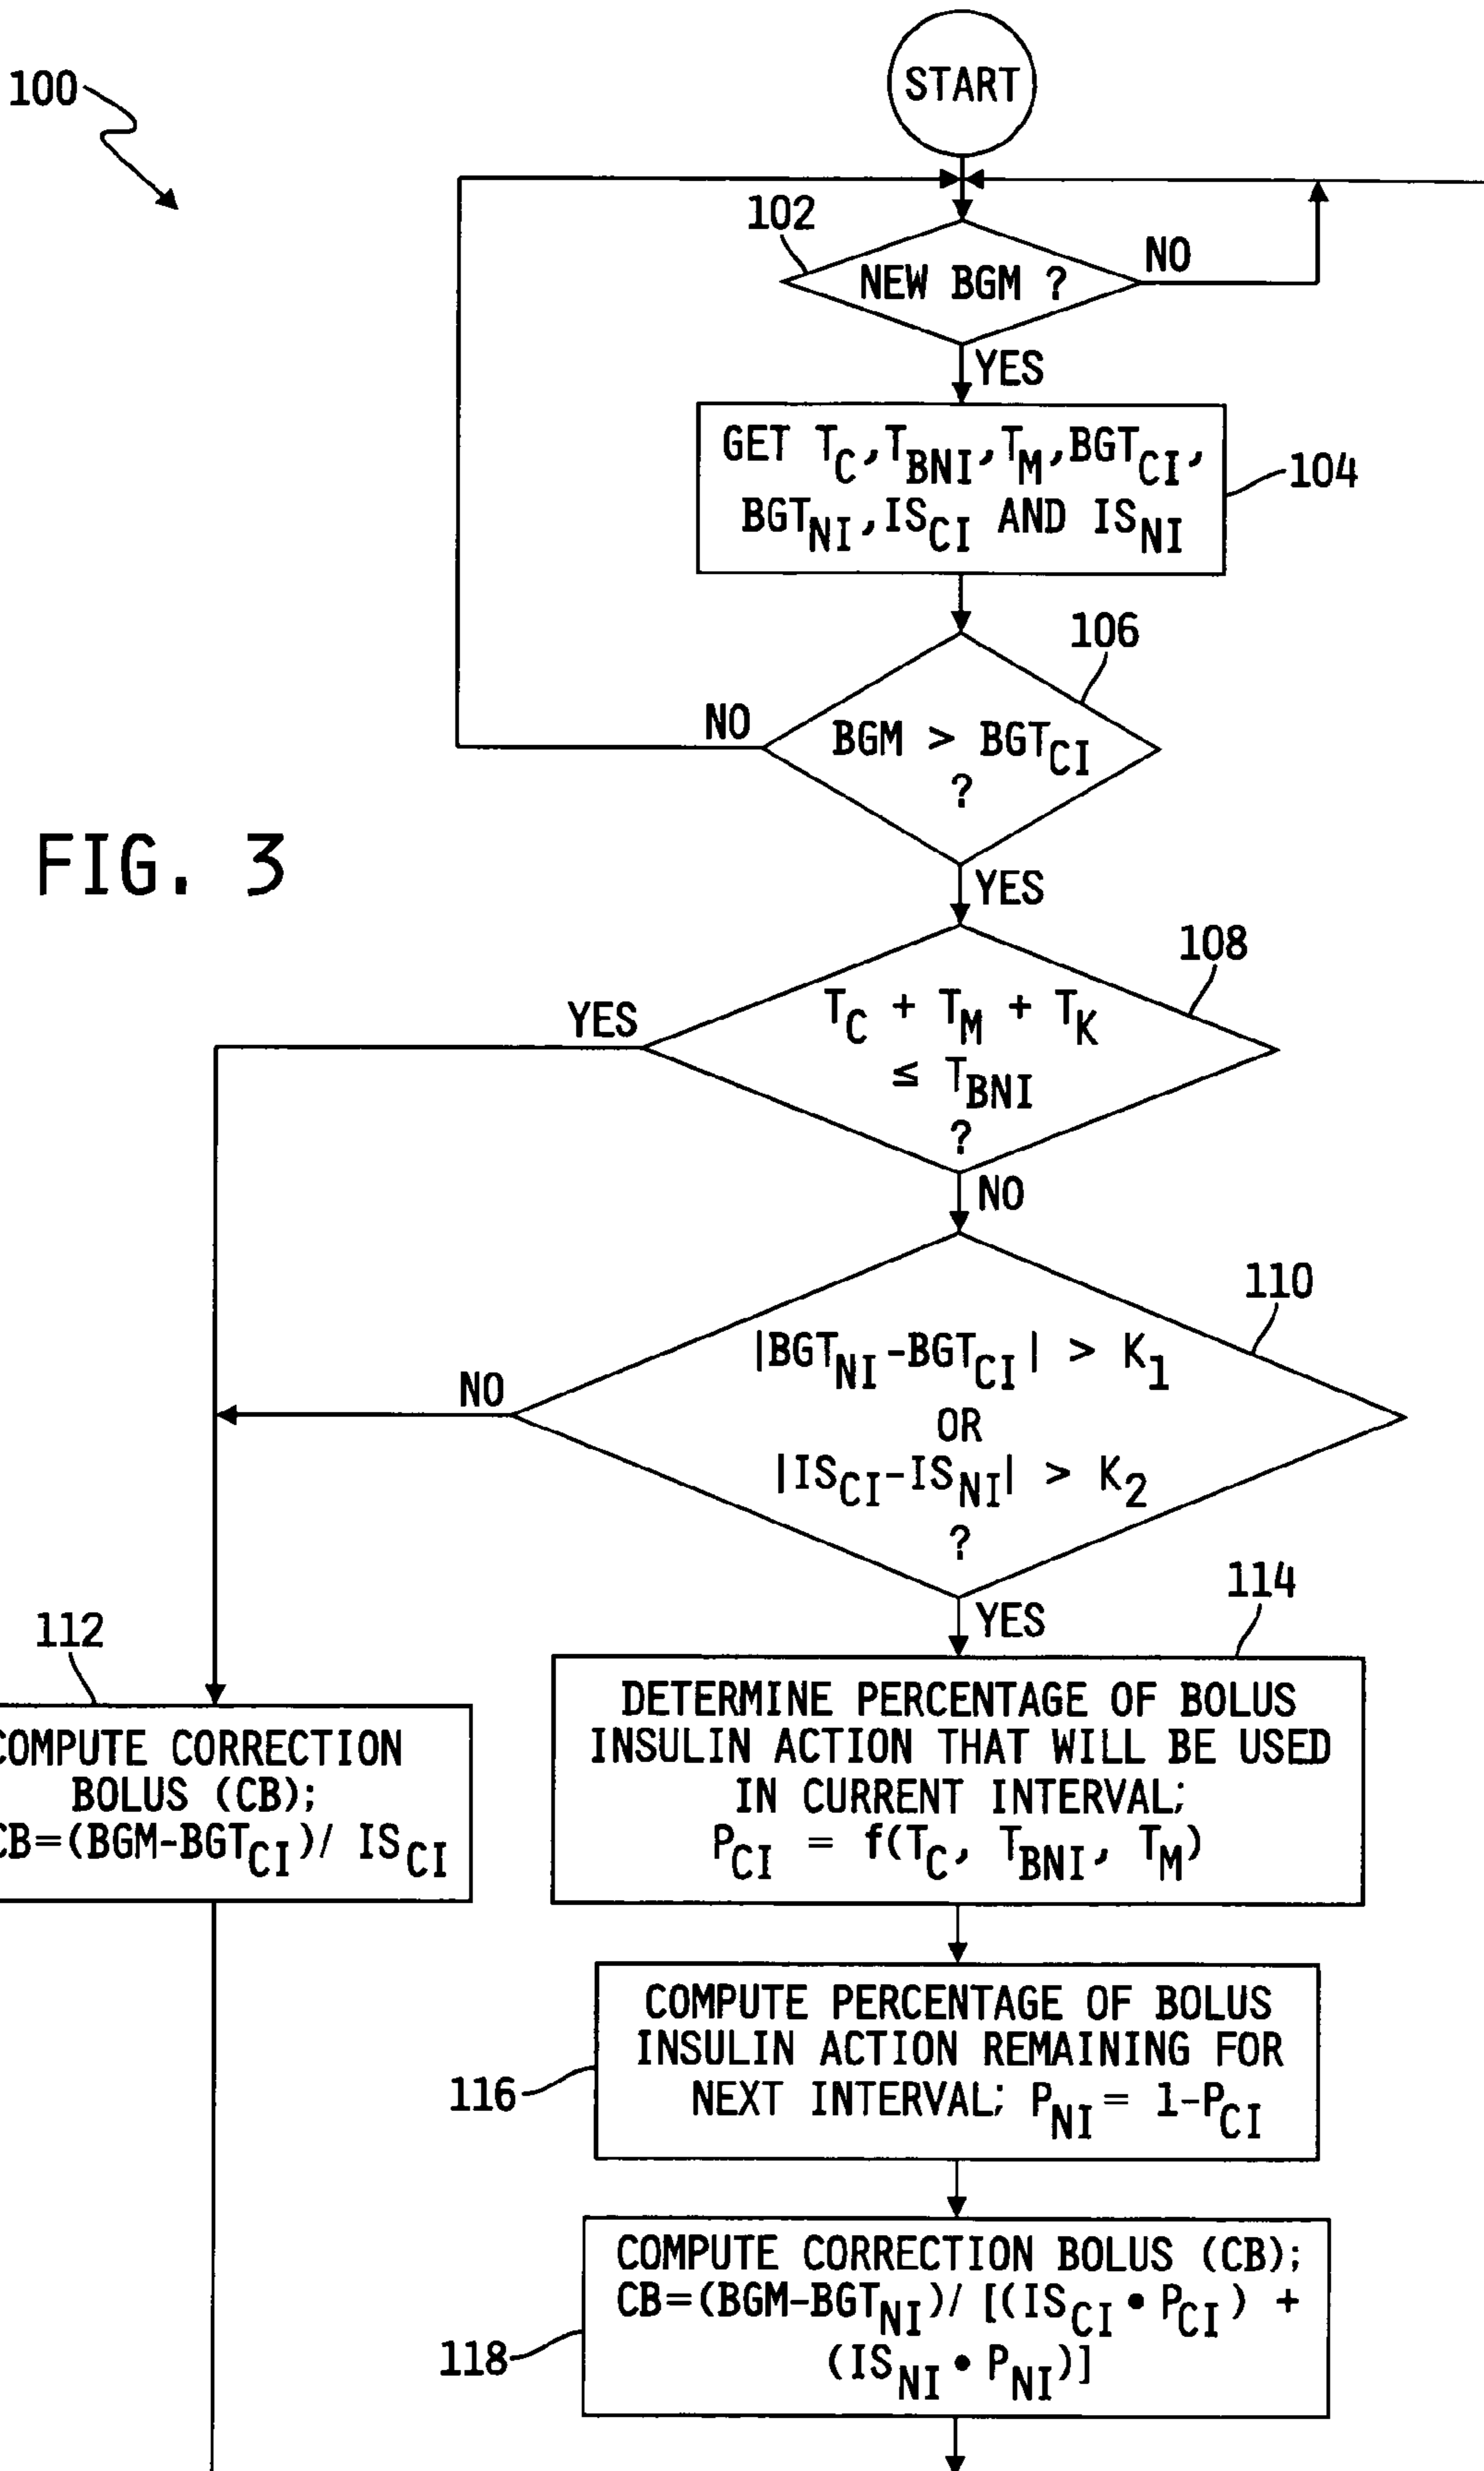 100
START
102
NEW BGM ?
NO
YES
GET T_C, T_BNI, T_M, BGT_CI,
BGT_NI, IS_CI AND IS_NI
104
106
NO
BGM > BGT_CI
?
FIG. 3
YES
108
YES
T_C + T_M + T_K
≤ T_BNI
?
NO
110
|BGT_NI-BGT_CI| > K_1
NO
OR
|IS_CI-IS_NI| > K_2
?
114
YES
112
DETERMINE PERCENTAGE OF BOLUS
INSULIN ACTION THAT WILL BE USED
IN CURRENT INTERVAL;
P_CI = f(T_C, T_BNI, T_M)
COMPUTE CORRECTION
BOLUS (CB);
CB=(BGM-BGT_CI)/ IS_CI
COMPUTE PERCENTAGE OF BOLUS
INSULIN ACTION REMAINING FOR
NEXT INTERVAL; P_NI = 1-P_CI
116
COMPUTE CORRECTION BOLUS (CB);
CB=(BGM-BGT_NI)/ [(IS_CI • P_CI) +
(IS_NI • P_NI)]
118